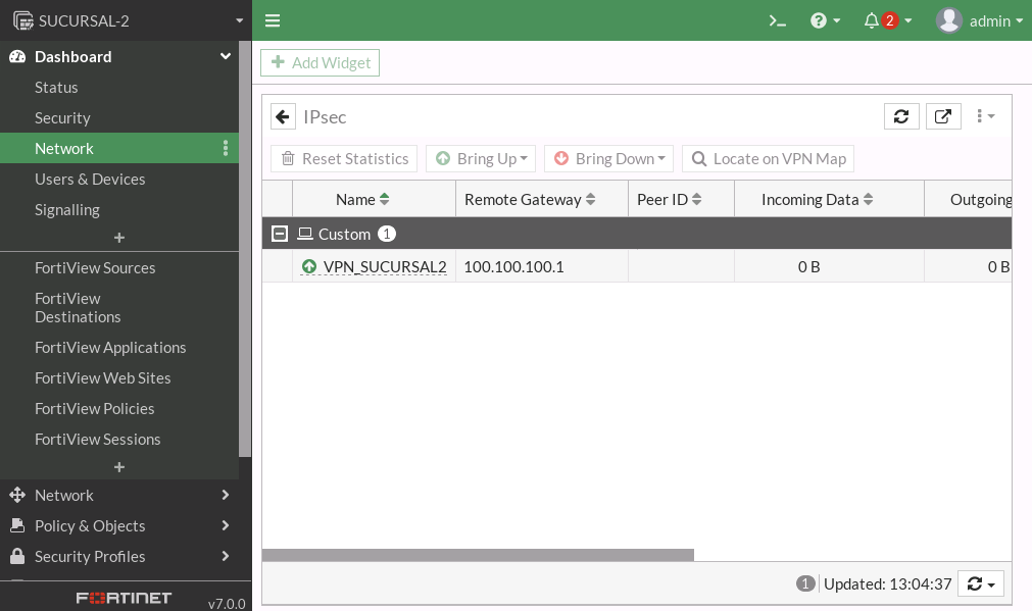 SUCURSAL-2
2
admin
Dashboard
Status
Security
Network
Users & Devices
Signalling
FortiView Sources
FortiView
Destinations
FortiView Applications
FortiView Web Sites
FortiView Policies
FortiView Sessions
Network
Policy & Objects
Security Profiles
FORTINET
v7.0.0
Add Widget
IPsec
Reset Statistics Bring Up Bring Down Locate on VPN Map
Name Remote Gateway Peer ID Incoming Data Outgoing
Custom 1
VPN_SUCURSAL2 100.100.100.1 0 B 0 B
1 Updated: 13:04:37